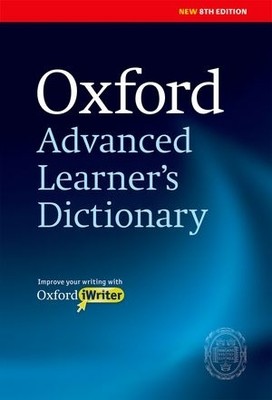 NEW 8TH EDITION
Oxford
Advanced
Learner's
Dictionary
Improve your writing with
Oxford iWriter